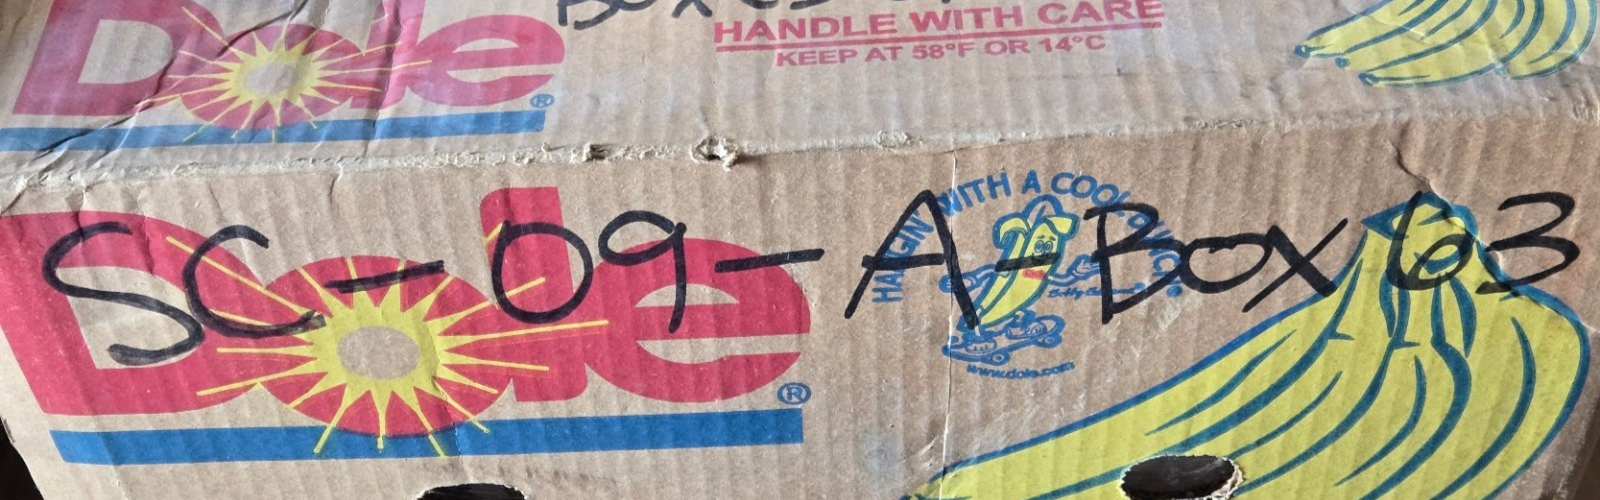 Dole®
HANDLE WITH CARE
KEEP AT 58°F OR 14°C
Dole®
HANGIN' WITH A COOL BUNCH
www.dole.com
SC-09-A-Box 63